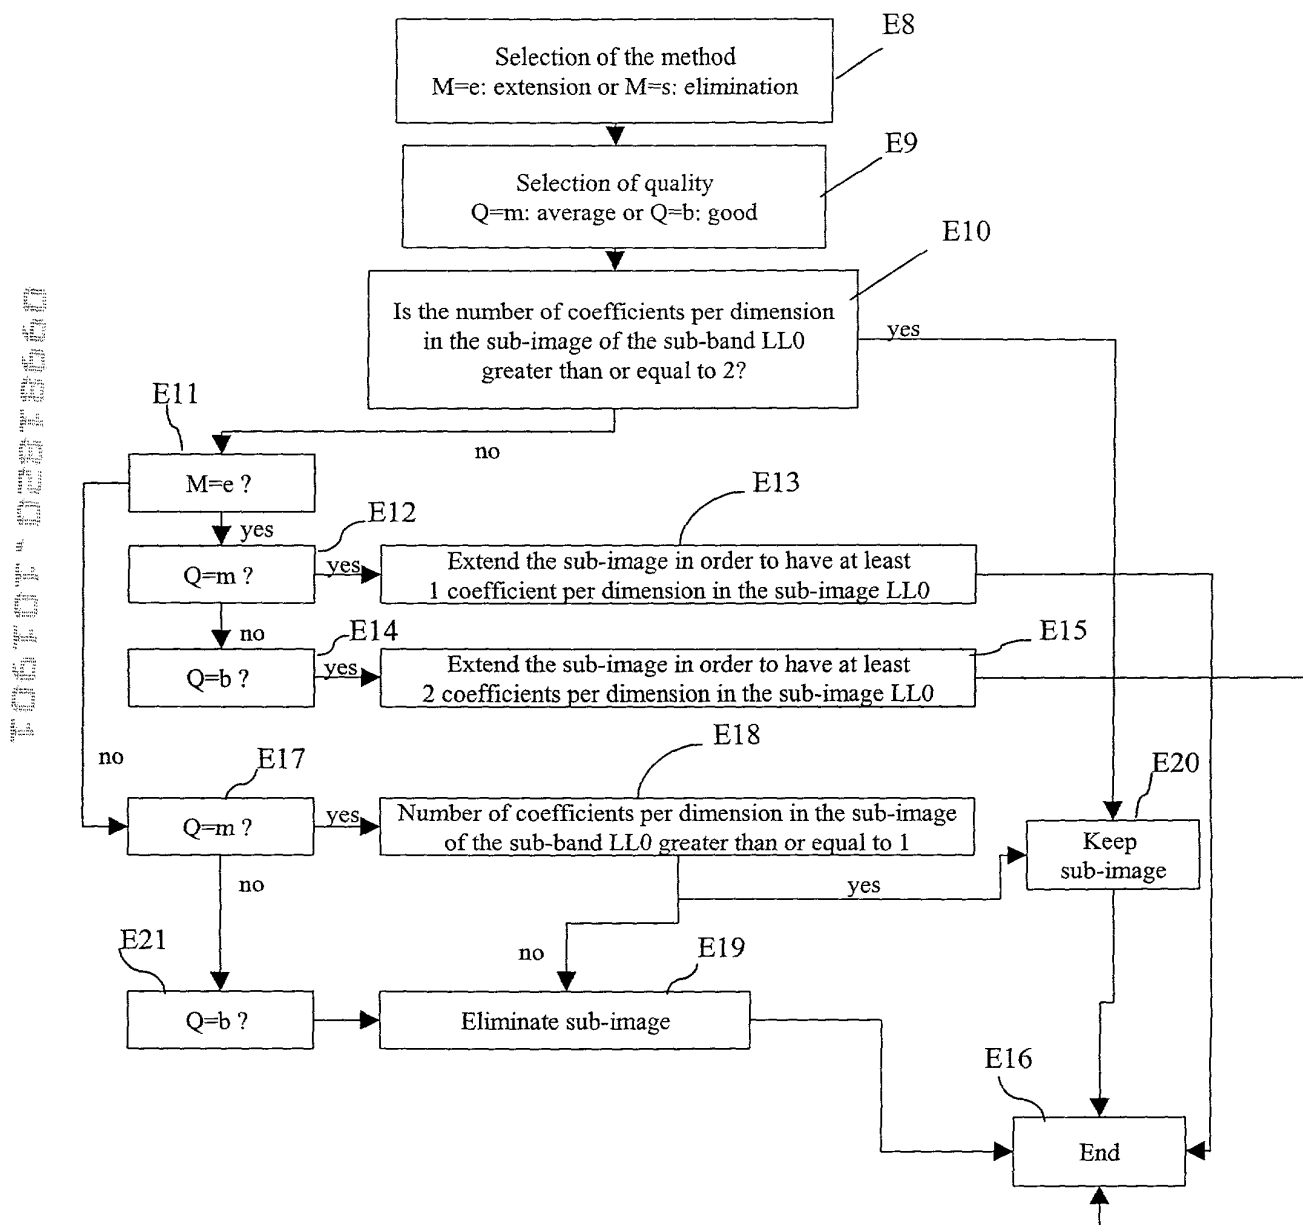 E8
Selection of the method
M=e: extension or M=s: elimination
E9
Selection of quality
Q=m: average or Q=b: good
E10
Is the number of coefficients per dimension
in the sub-image of the sub-band LL0
greater than or equal to 2?
yes
E11
no
M=e ?
yes
E12
E13
Q=m ?
yes
Extend the sub-image in order to have at least
1 coefficient per dimension in the sub-image LL0
no
E14
E15
Q=b ?
yes
Extend the sub-image in order to have at least
2 coefficients per dimension in the sub-image LL0
no
E17
E18
E20
Q=m ?
yes
Number of coefficients per dimension in the sub-image
of the sub-band LL0 greater than or equal to 1
Keep
sub-image
no
yes
E21
no
E19
Q=b ?
Eliminate sub-image
E16
End